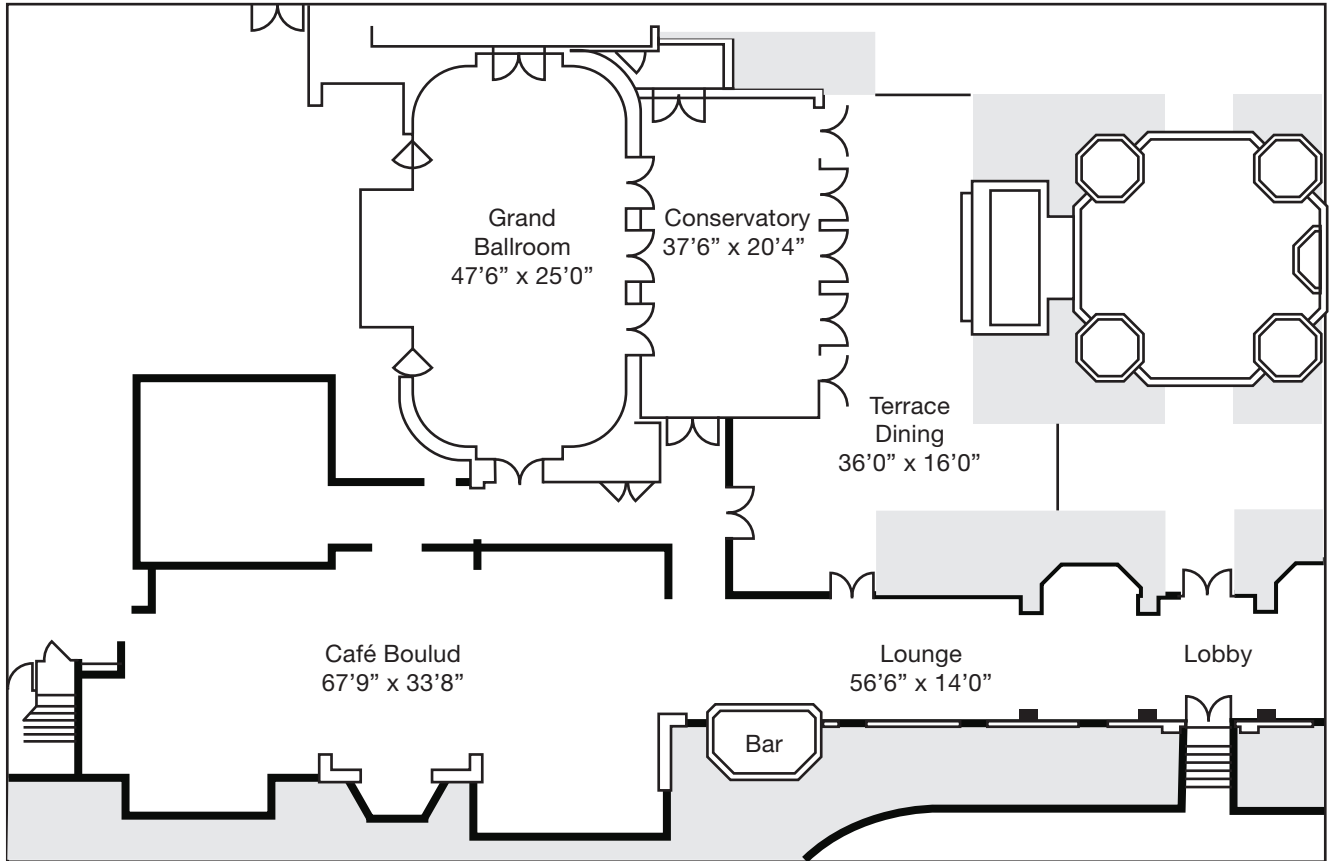 Grand
Ballroom
47’6” x 25’0”
Conservatory
37’6” x 20’4”
Terrace
Dining
36’0” x 16’0”
Café Boulud
67’9” x 33’8”
Lounge
56’6” x 14’0”
Lobby
Bar